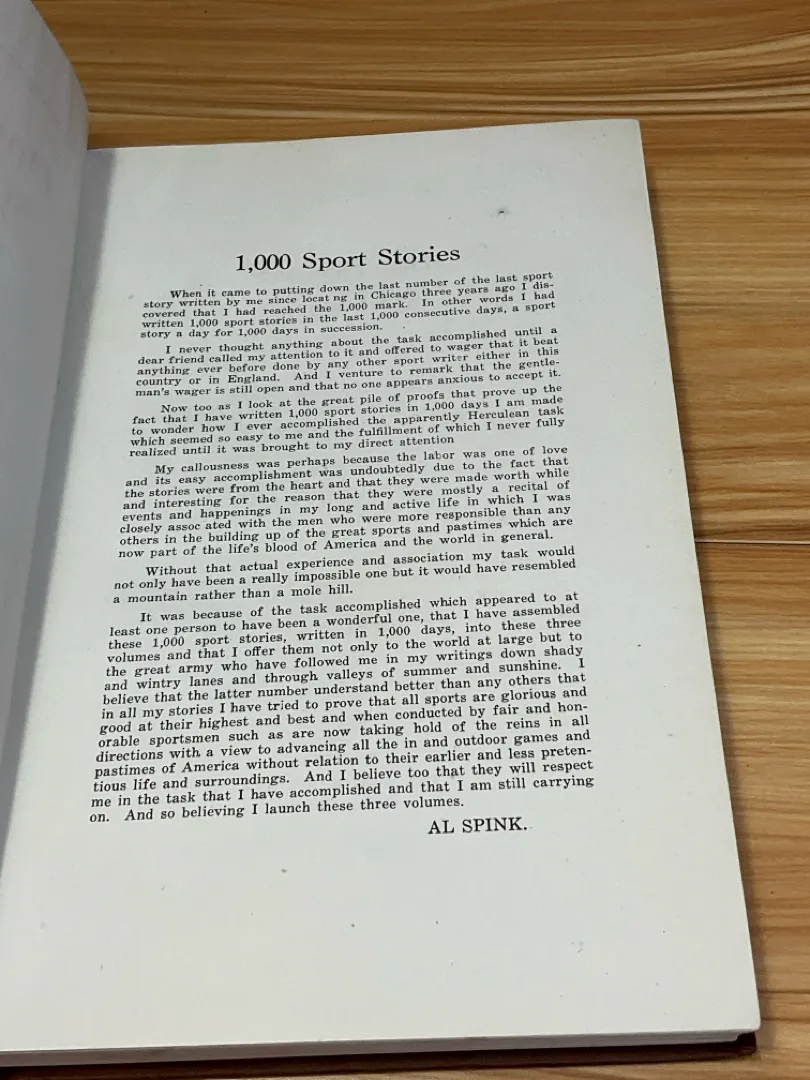 1,000 Sport Stories
When it came to putting down the last number of the last sport
story written by me since locat ng in Chicago three years ago I dis-
covered that I had reached the 1,000 mark. In other words I had
written 1,000 sport stories in the last 1,000 consecutive days, a sport
story a day for 1,000 days in succession.
I never thought anything about the task accomplished until a
dear friend called my attention to it and offered to wager that it beat
anything ever before done by any other sport writer either in this
country or in England. And I venture to remark that the gentle-
man's wager is still open and that no one appears anxious to accept it.
Now too as I look at the great pile of proofs that prove up the
fact that I have written 1,000 sport stories in 1,000 days I am made
to wonder how I ever accomplished the apparently Herculean task
which seemed so easy to me and the fulfillment of which I never fully
realized until it was brought to my direct attention
My callousness was perhaps because the labor was one of love
and its easy accomplishment was undoubtedly due to the fact that
the stories were from the heart and that they were made worth while
and interesting for the reason that they were mostly a recital of
events and happenings in my long and active life in which I was
closely assoc ated with the men who were more responsible than any
others in the building up of the great sports and pastimes which are
now part of the life's blood of America and the world in general.
Without that actual experience and association my task would
not only have been a really impossible one but it would have resembled
a mountain rather than a mole hill.
It was because of the task accomplished which appeared to at
least one person to have been a wonderful one, that I have assembled
these 1,000 sport stories, written in 1,000 days, into these three
volumes and that I offer them not only to the world at large but to
the great army who have followed me in my writings down shady
and wintry lanes and through valleys of summer and sunshine. I
believe that the latter number understand better than any others that
in all my stories I have tried to prove that all sports are glorious and
good at their highest and best and when conducted by fair and hon-
orable sportsmen such as are now taking hold of the reins in all
directions with a view to advancing all the in and outdoor games and
pastimes of America without relation to their earlier and less preten-
tious life and surroundings. And I believe too that they will respect
me in the task that I have accomplished and that I am still carrying
on. And so believing I launch these three volumes.
AL SPINK.